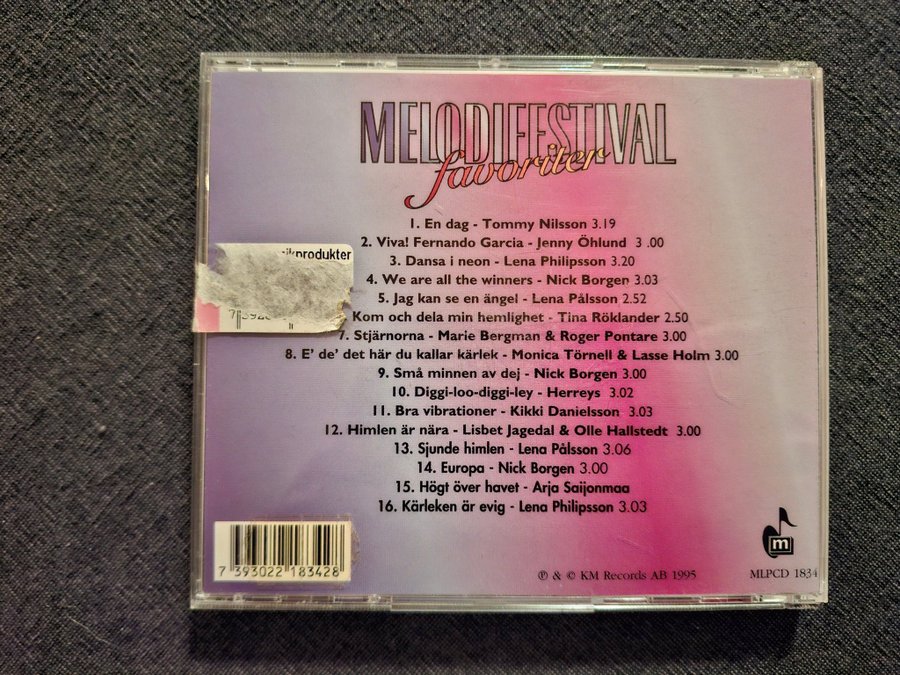 MELODIFESTIVAL
favoriter
1. En dag - Tommy Nilsson 3.19
2. Viva! Fernando Garcia - Jenny Öhlund 3 .00
3. Dansa i neon - Lena Philipsson 3.20
4. We are all the winners - Nick Borgen 3.03
5. Jag kan se en ängel - Lena Pålsson 2.52
Kom och dela min hemlighet - Tina Röklander 2.50
7. Stjärnorna - Marie Bergman & Roger Pontare 3.00
8. E' de' det här du kallar kärlek - Monica Törnell & Lasse Holm 3.00
9. Små minnen av dej - Nick Borgen 3.00
10. Diggi-loo-diggi-ley - Herreys 3.02
11. Bra vibrationer - Kikki Danielsson 3.03
12. Himlen är nära - Lisbet Jagedal & Olle Hallstedt 3.00
13. Sjunde himlen - Lena Pålsson 3.06
14. Europa - Nick Borgen 3.00
15. Högt över havet - Arja Saijonmaa
16. Kärleken är evig - Lena Philipsson 3.03
7 393022 183428
℗ & © KM Records AB 1995
m
MLPCD 1834